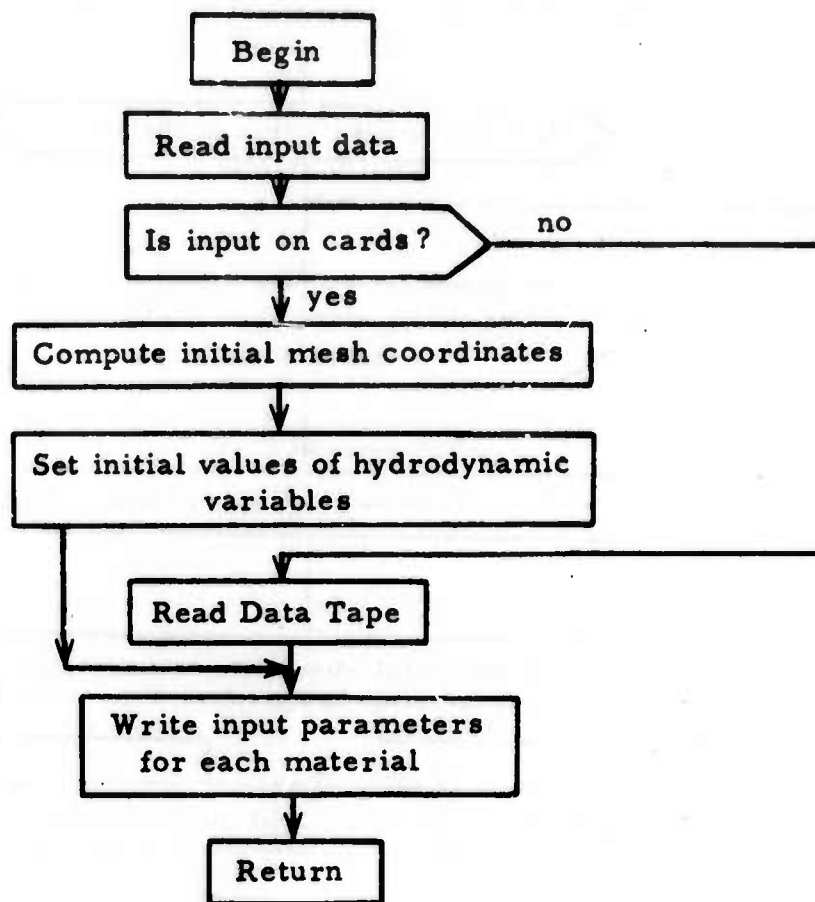 Begin
Read input data
Is input on cards?
no
yes
Compute initial mesh coordinates
Set initial values of hydrodynamic
variables
Read Data Tape
Write input parameters
for each material
Return